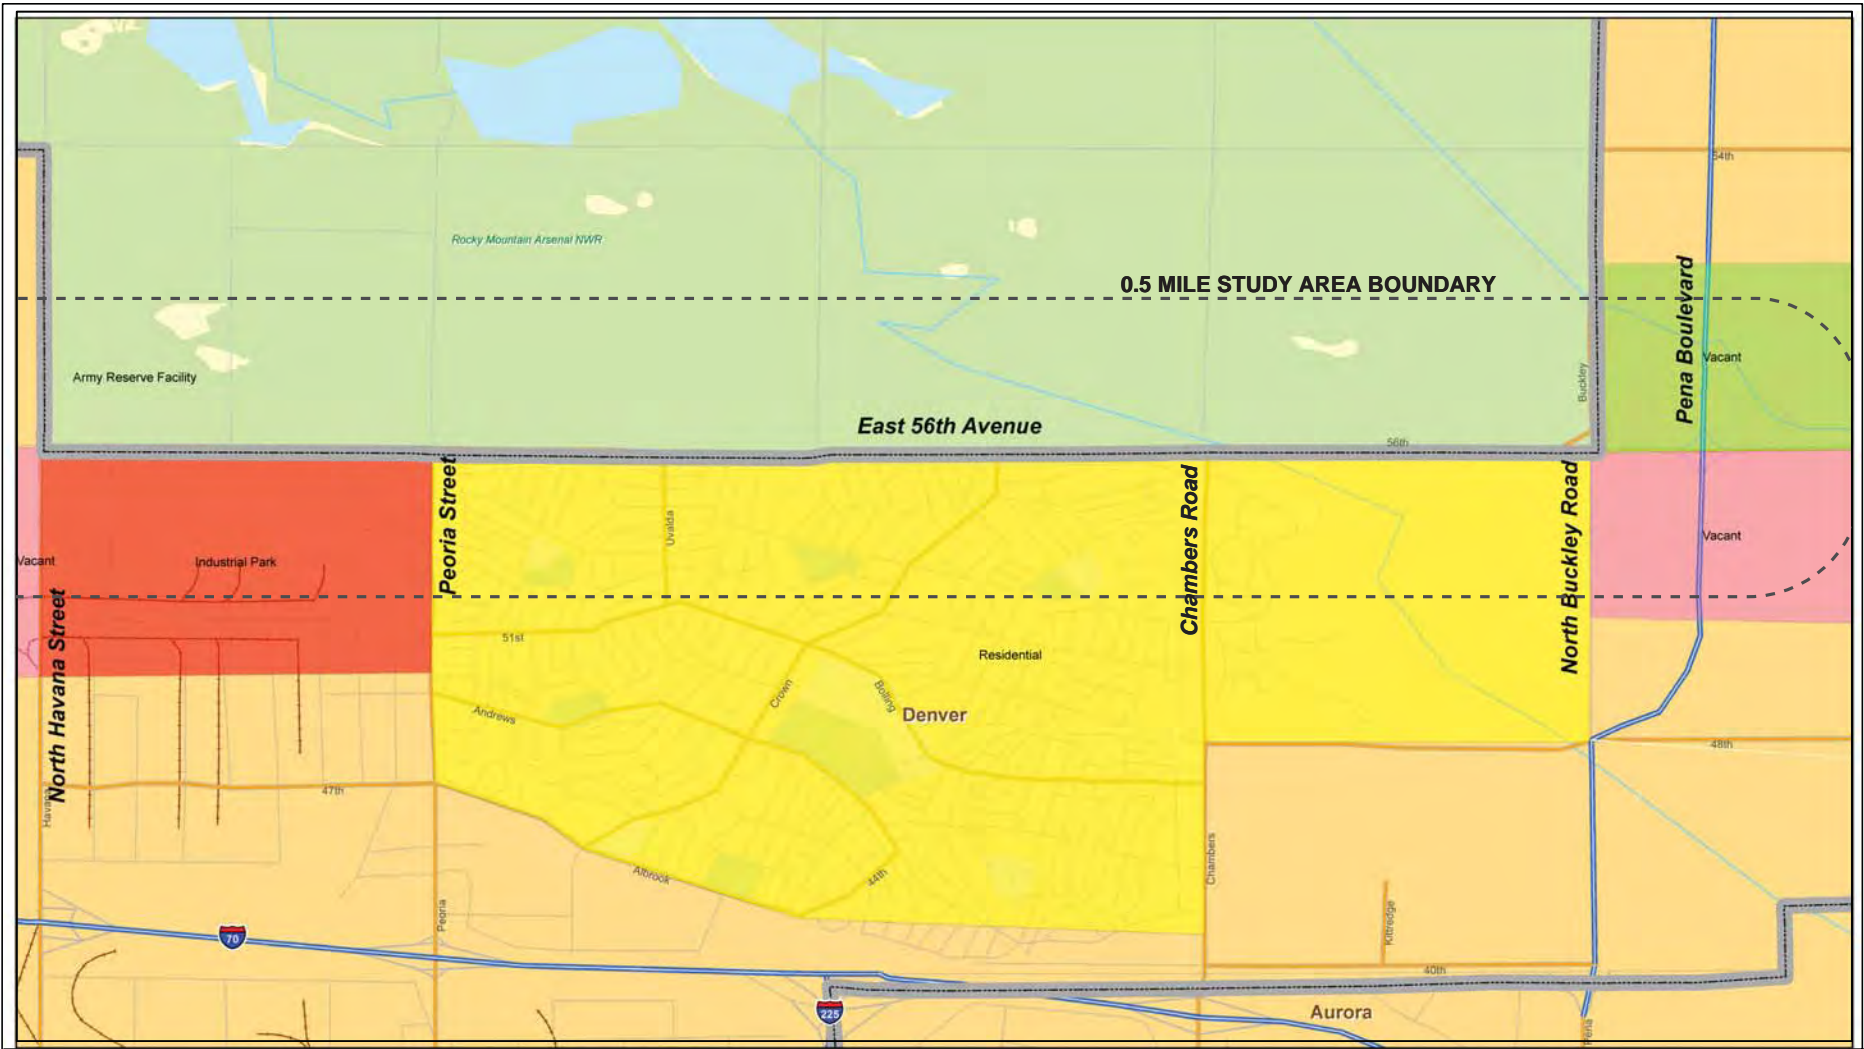 54th
Rocky Mountain Arsenal NWR
0.5 MILE STUDY AREA BOUNDARY
Pena Boulevard
Vacant
Army Reserve Facility
Buckley
East 56th Avenue
56th
Peoria Street
Chambers Road
North Buckley Road
Uvalda
Vacant
Vacant
Industrial Park
North Havana Street
51st
Residential
Crown
Bolling
Andrews
Denver
48th
47th
Havana
Chambers
Albrook
44th
Peoria
Kittredge
70
40th
225
Aurora
Pena